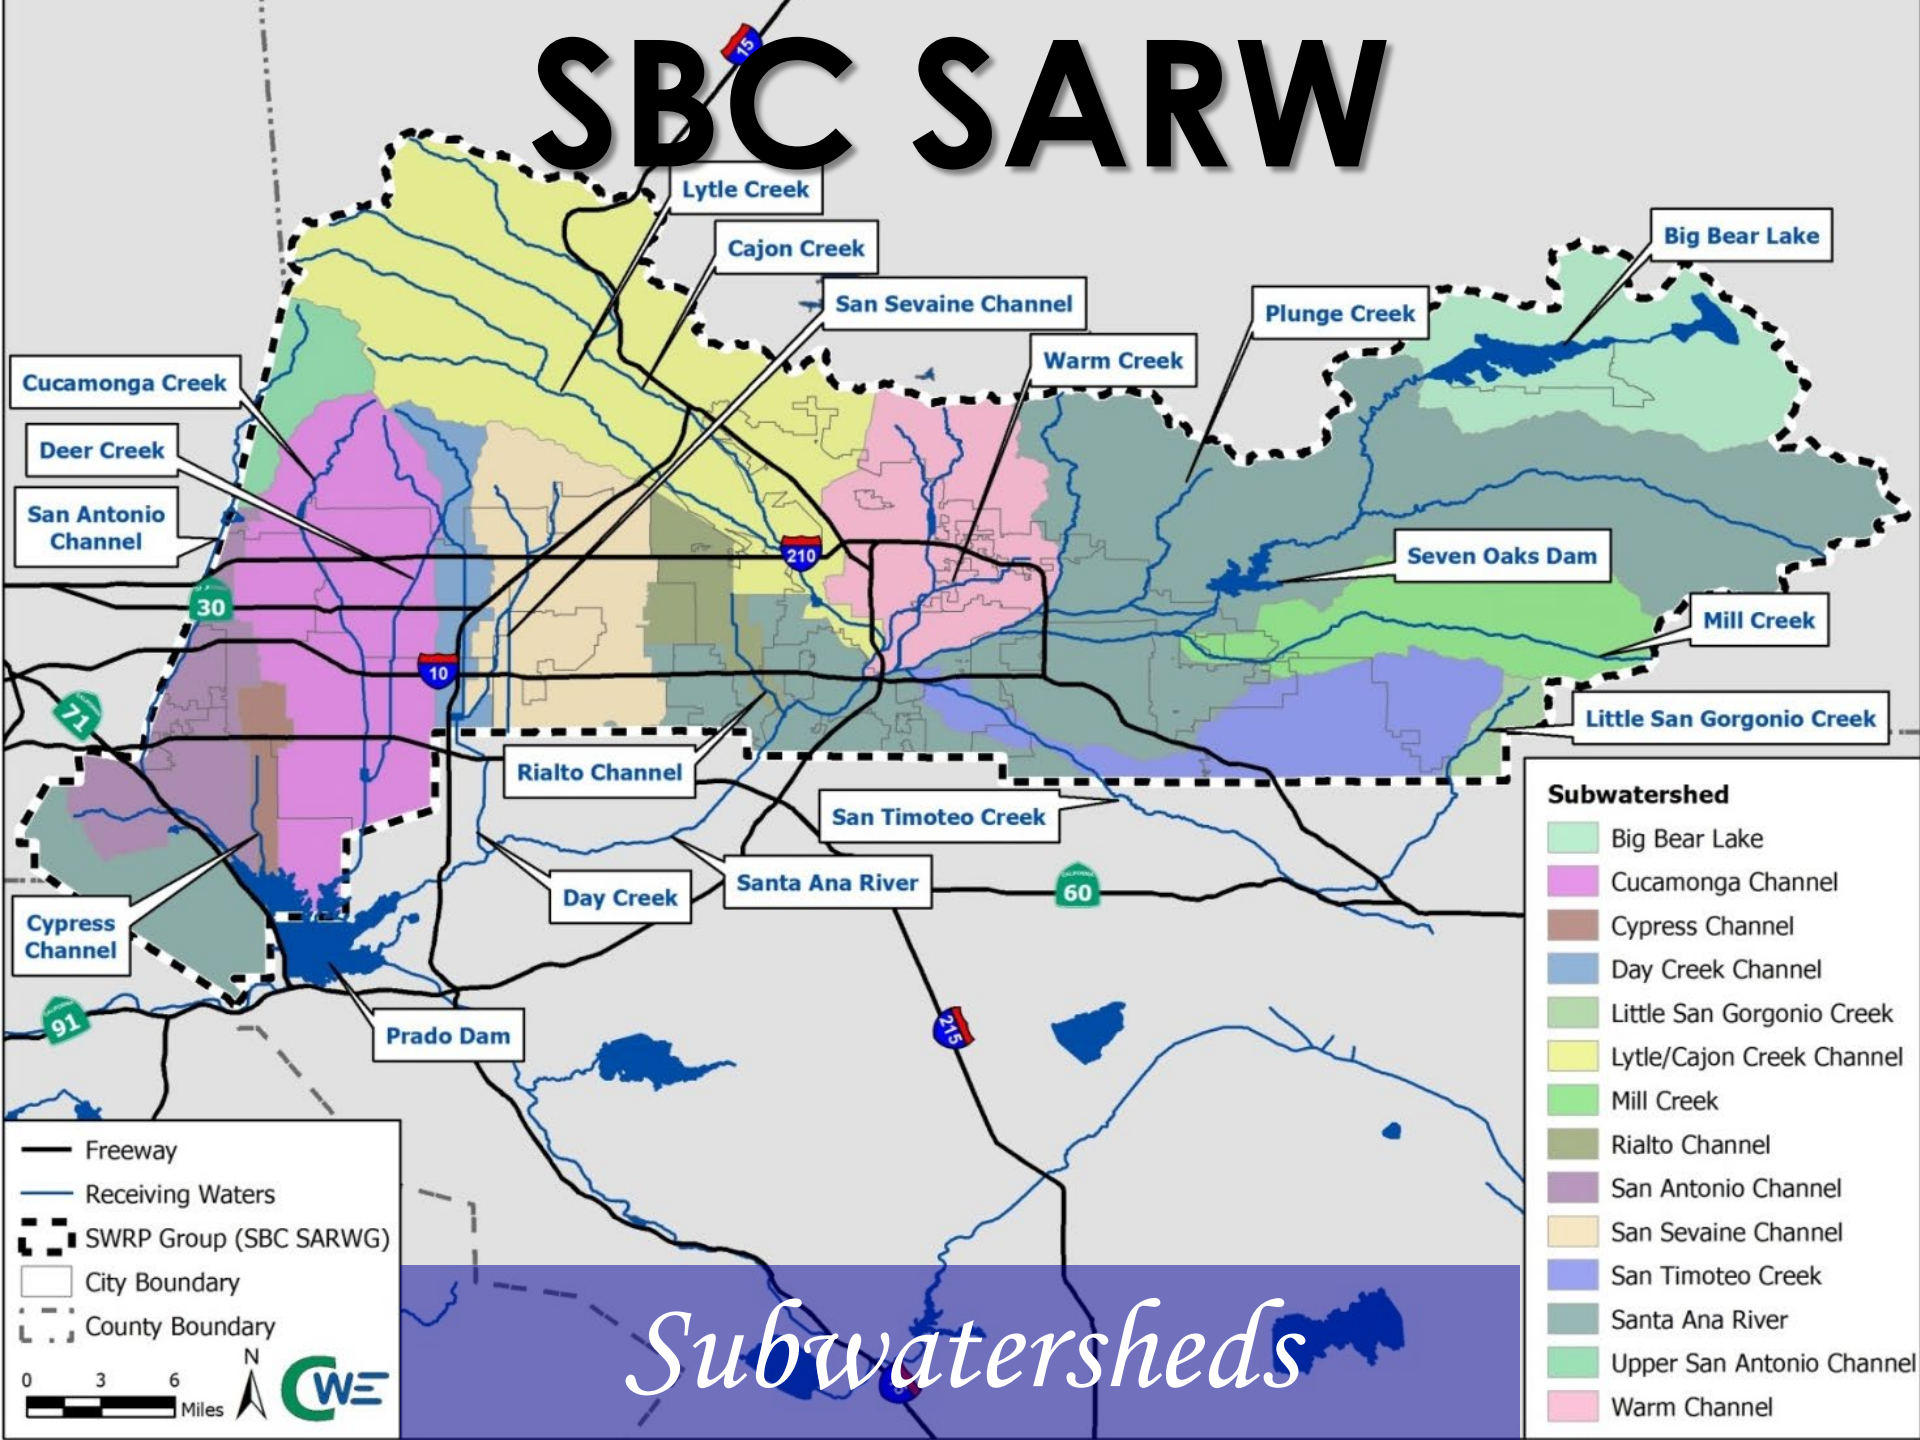 SBC SARW
15
Lytle Creek
Cajon Creek
San Sevaine Channel
Warm Creek
Plunge Creek
Big Bear Lake
Cucamonga Creek
Deer Creek
San Antonio
Channel
210
30
10
71
Seven Oaks Dam
Mill Creek
Little San Gorgonio Creek
Rialto Channel
San Timoteo Creek
Day Creek
Santa Ana River
60
Cypress
Channel
91
Prado Dam
215
Subwatershed
Big Bear Lake
Cucamonga Channel
Cypress Channel
Day Creek Channel
Little San Gorgonio Creek
Lytle/Cajon Creek Channel
Mill Creek
Rialto Channel
San Antonio Channel
San Sevaine Channel
San Timoteo Creek
Santa Ana River
Upper San Antonio Channel
Warm Channel
Freeway
Receiving Waters
SWRP Group (SBC SARWG)
City Boundary
County Boundary
0 3 6
Miles
N
CWE
Subwatersheds